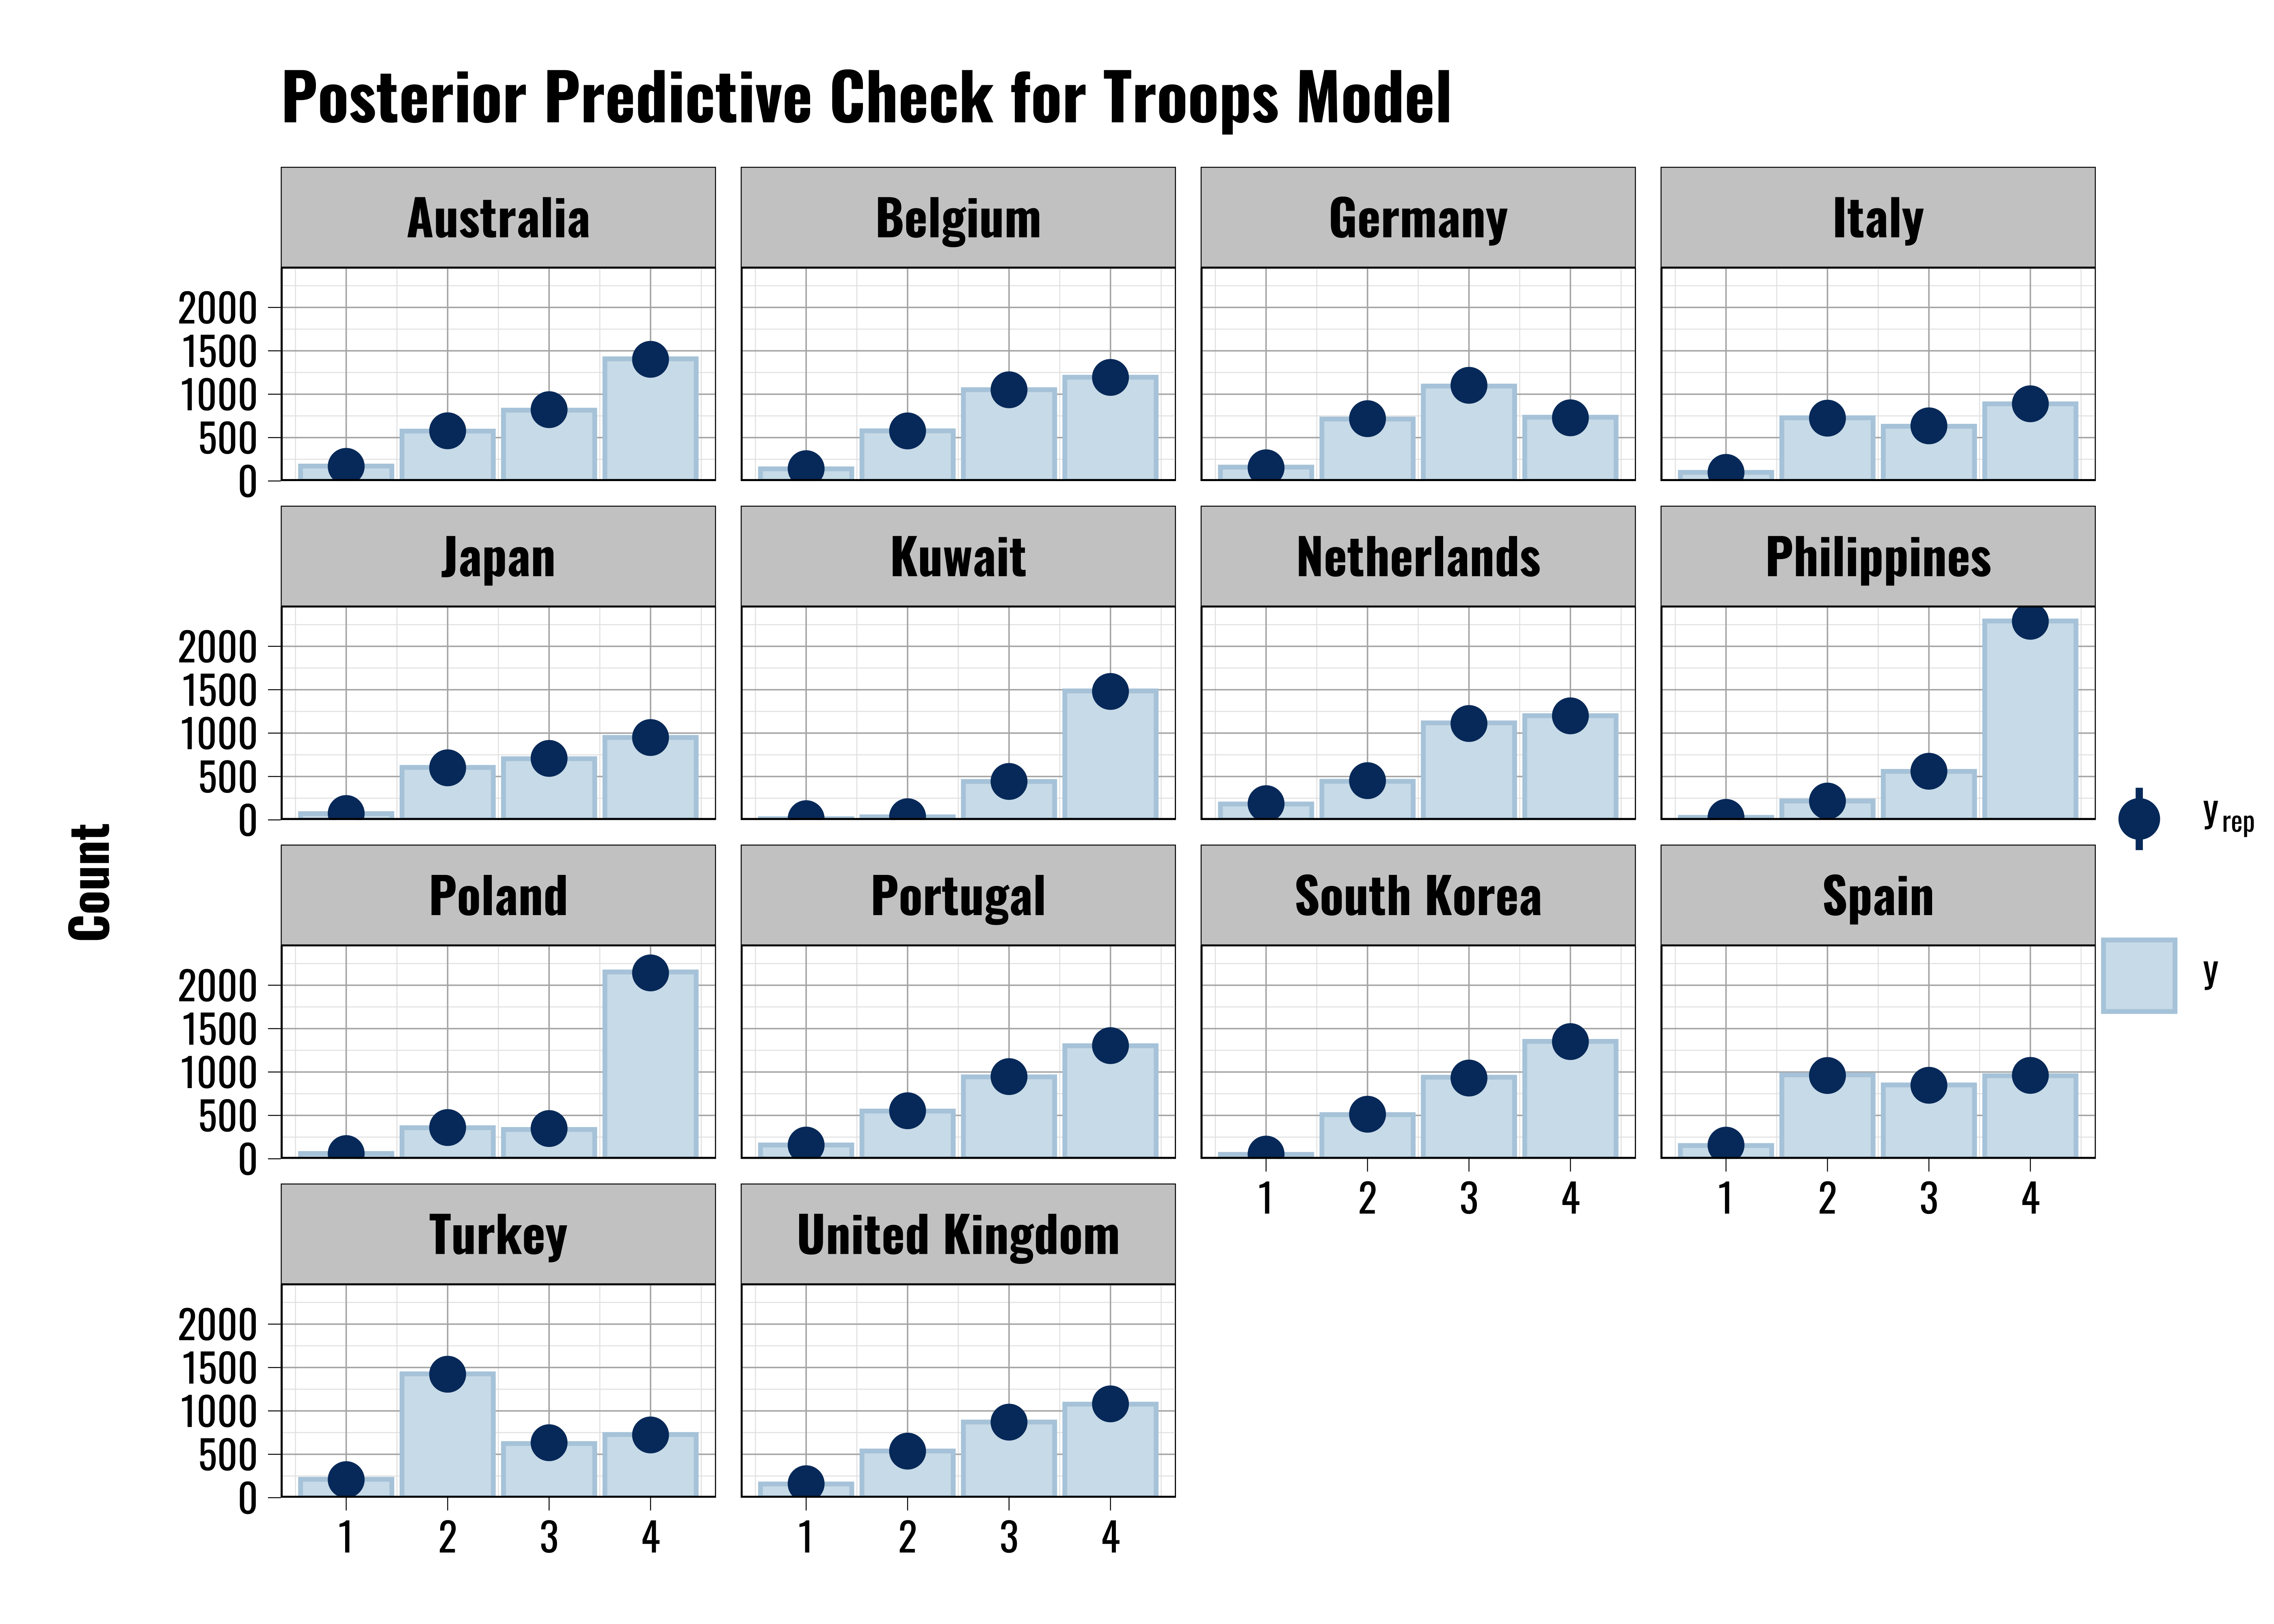 Posterior Predictive Check for Troops Model
Australia
Belgium
Germany
Italy
2000
1500
1000
500
0
Japan
Kuwait
Netherlands
Philippines
2000
1500
1000
500
0
Count
y rep
y
Poland
Portugal
South Korea
Spain
2000
1500
1000
500
0
1 2 3 4
1 2 3 4
Turkey
United Kingdom
2000
1500
1000
500
0
1 2 3 4
1 2 3 4